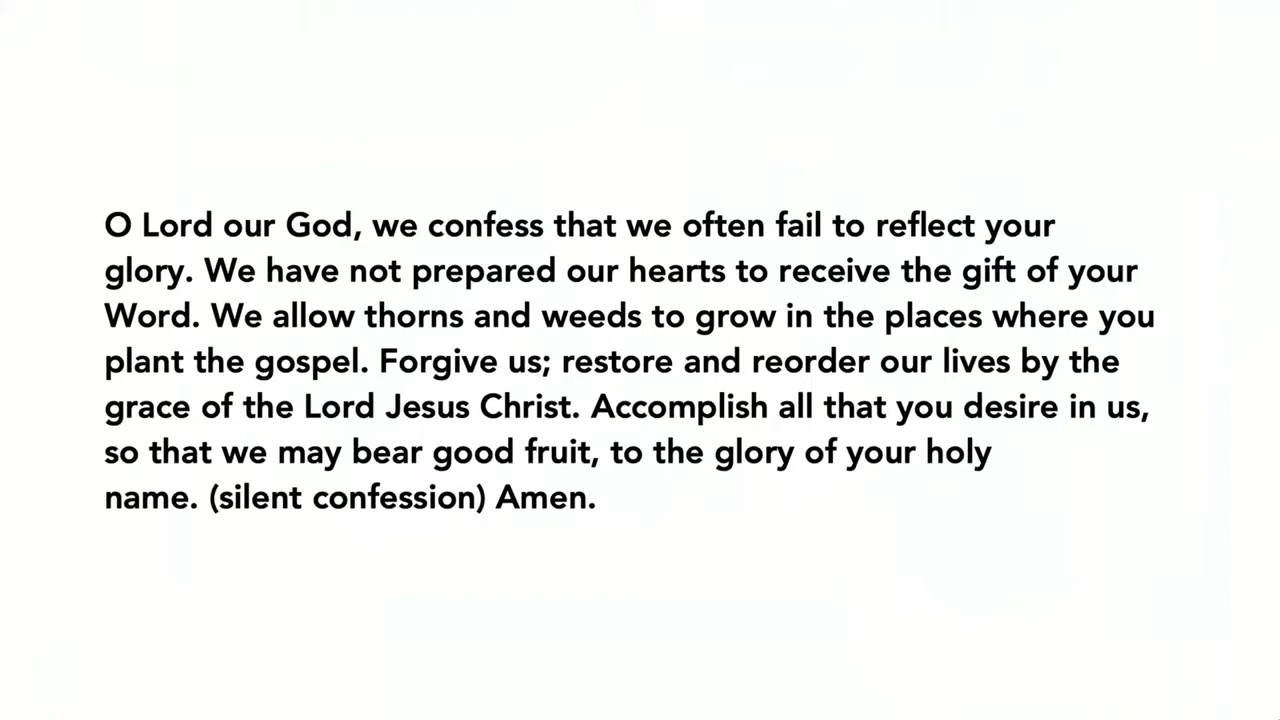 O Lord our God, we confess that we often fail to reflect your
glory. We have not prepared our hearts to receive the gift of your
Word. We allow thorns and weeds to grow in the places where you
plant the gospel. Forgive us; restore and reorder our lives by the
grace of the Lord Jesus Christ. Accomplish all that you desire in us,
so that we may bear good fruit, to the glory of your holy
name. (silent confession) Amen.